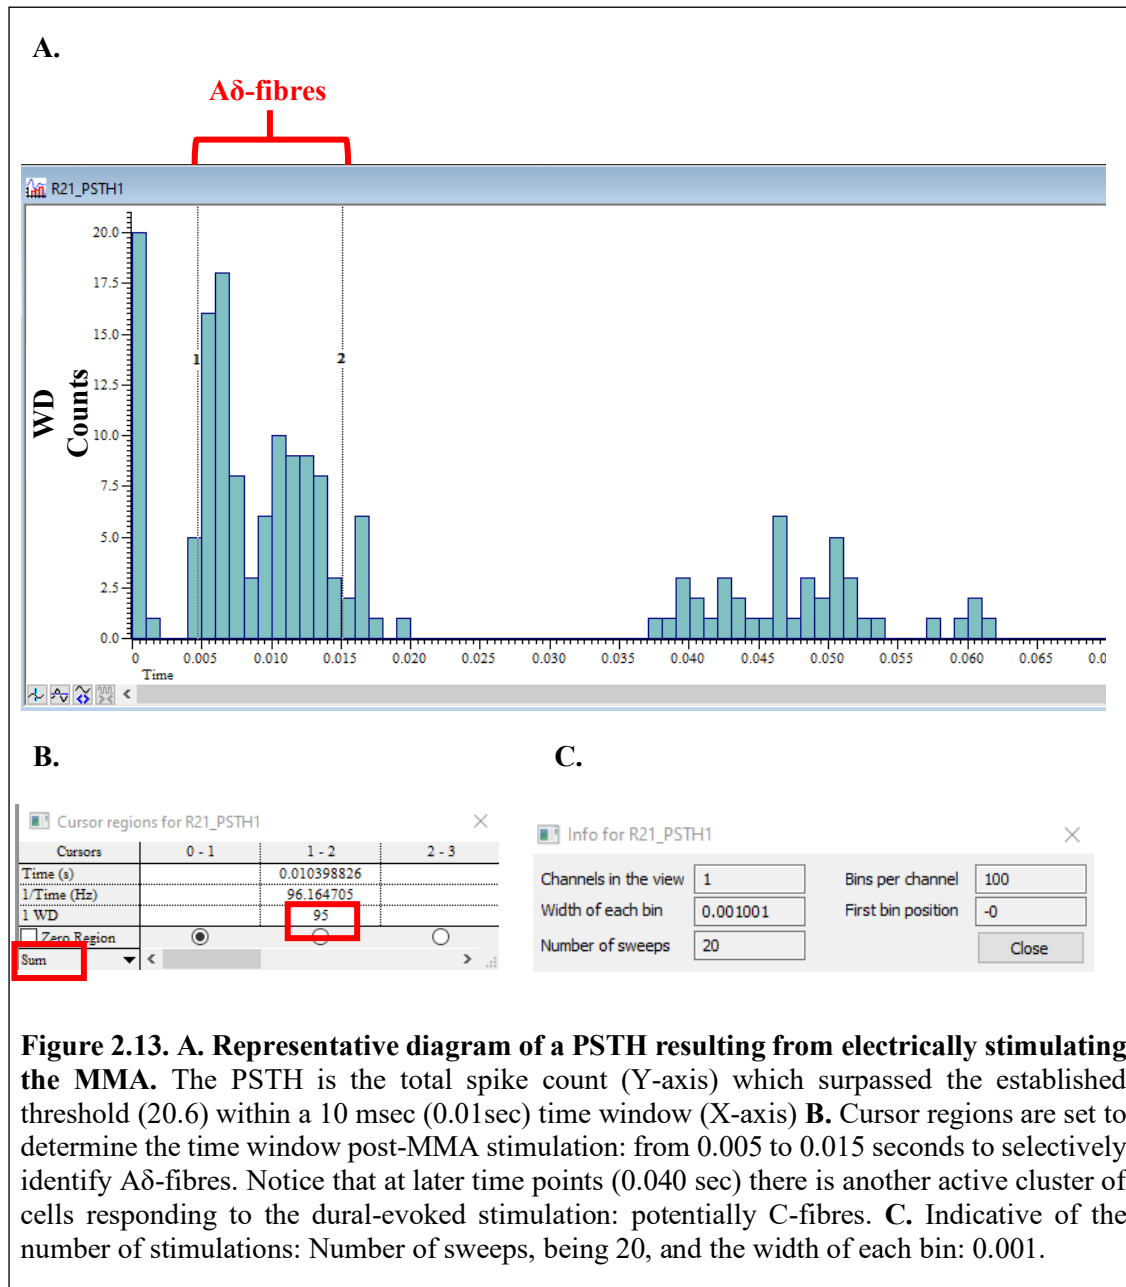 A.
Aδ-fibres
R21_PSTH1
WD
Counts
20.0
17.5
15.0
12.5
10.0
7.5
5.0
2.5
0.0
1
2
0 0.005 0.010 0.015 0.020 0.025 0.030 0.035 0.040 0.045 0.050 0.055 0.060 0.065 0.0
Time
B.
Cursor regions for R21_PSTH1
Cursors 0 - 1 1 - 2 2 - 3
Time (s) 0.010398826
1/Time (Hz) 96.164705
1 WD 95
Zero Region
Sum
C.
Info for R21_PSTH1
Channels in the view 1 Bins per channel 100
Width of each bin 0.001001 First bin position -0
Number of sweeps 20 Close
Figure 2.13. A. Representative diagram of a PSTH resulting from electrically stimulating
the MMA. The PSTH is the total spike count (Y-axis) which surpassed the established
threshold (20.6) within a 10 msec (0.01sec) time window (X-axis) B. Cursor regions are set to
determine the time window post-MMA stimulation: from 0.005 to 0.015 seconds to selectively
identify Aδ-fibres. Notice that at later time points (0.040 sec) there is another active cluster of
cells responding to the dural-evoked stimulation: potentially C-fibres. C. Indicative of the
number of stimulations: Number of sweeps, being 20, and the width of each bin: 0.001.